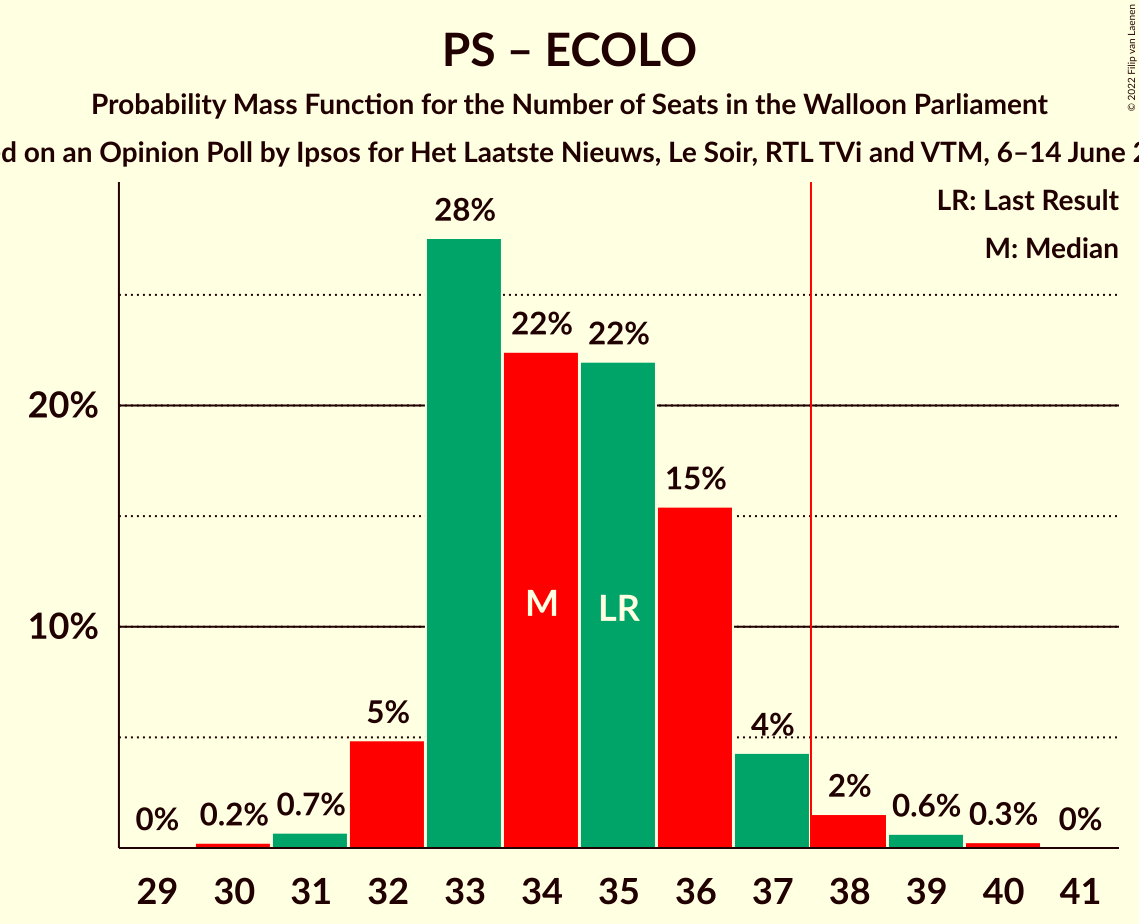 PS – ECOLO
Probability Mass Function for the Number of Seats in the Walloon Parliament
d on an Opinion Poll by Ipsos for Het Laatste Nieuws, Le Soir, RTL TVi and VTM, 6–14 June 2
© 2022 Filip van Laenen
LR: Last Result
M: Median
28%
22%
22%
20%
15%
M
LR
10%
5%
4%
2%
0%
0.2%
0.7%
0.6%
0.3%
0%
29 30 31 32 33 34 35 36 37 38 39 40 41